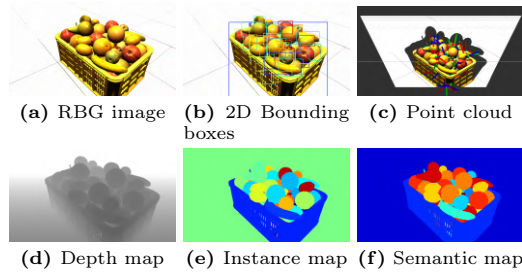 (a) RBG image
(b) 2D Bounding
boxes
(c) Point cloud
(d) Depth map
(e) Instance map
(f) Semantic map